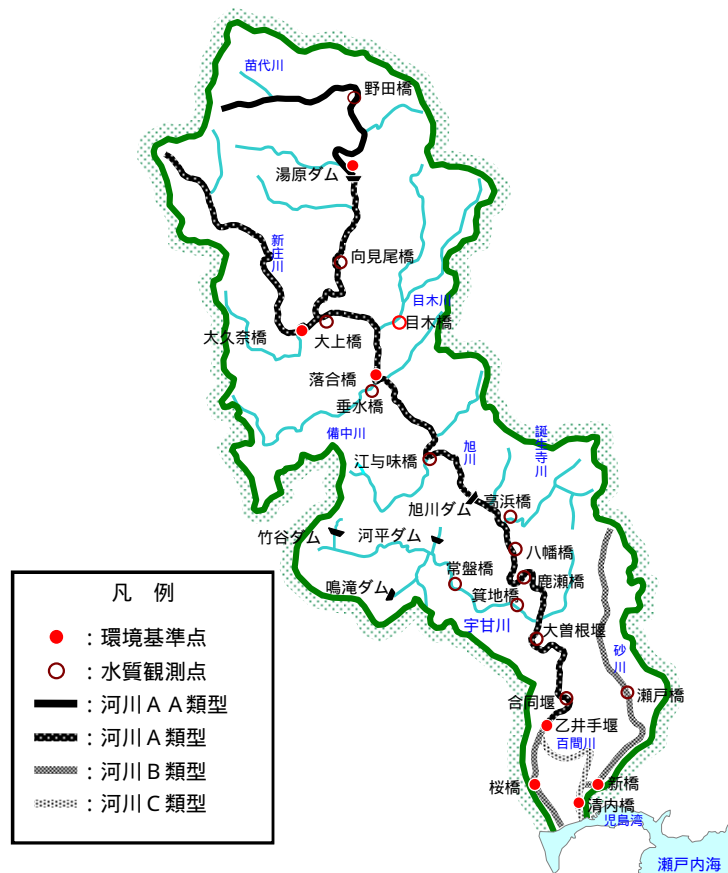 苗代川
野田橋
湯原ダム
新庄川
向見尾橋
目木川
大久奈橋
大上橋
目木橋
落合橋
垂水橋
備中川
江与味橋
旭川
誕生寺川
旭川ダム
高浜橋
竹谷ダム
河平ダム
八幡橋
常盤橋
鹿瀬橋
鳴滝ダム
箕地橋
宇甘川
大曽根堰
砂川
合同堰
瀬戸橋
乙井手堰
百間川
桜橋
新橋
清内橋
児島湾
瀬戸内海
凡 例
：環境基準点
：水質観測点
：河川ＡＡ類型
：河川Ａ類型
：河川Ｂ類型
：河川Ｃ類型